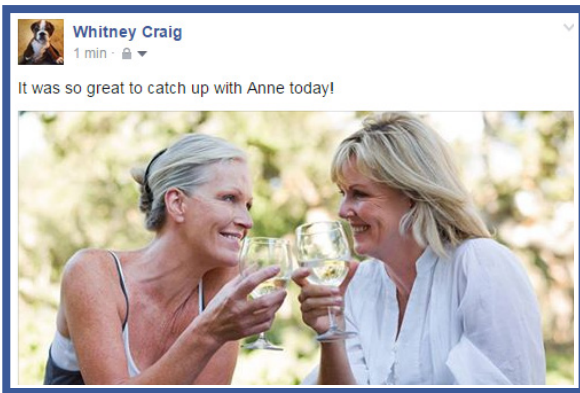 Whitney Craig
1 min ·
It was so great to catch up with Anne today!